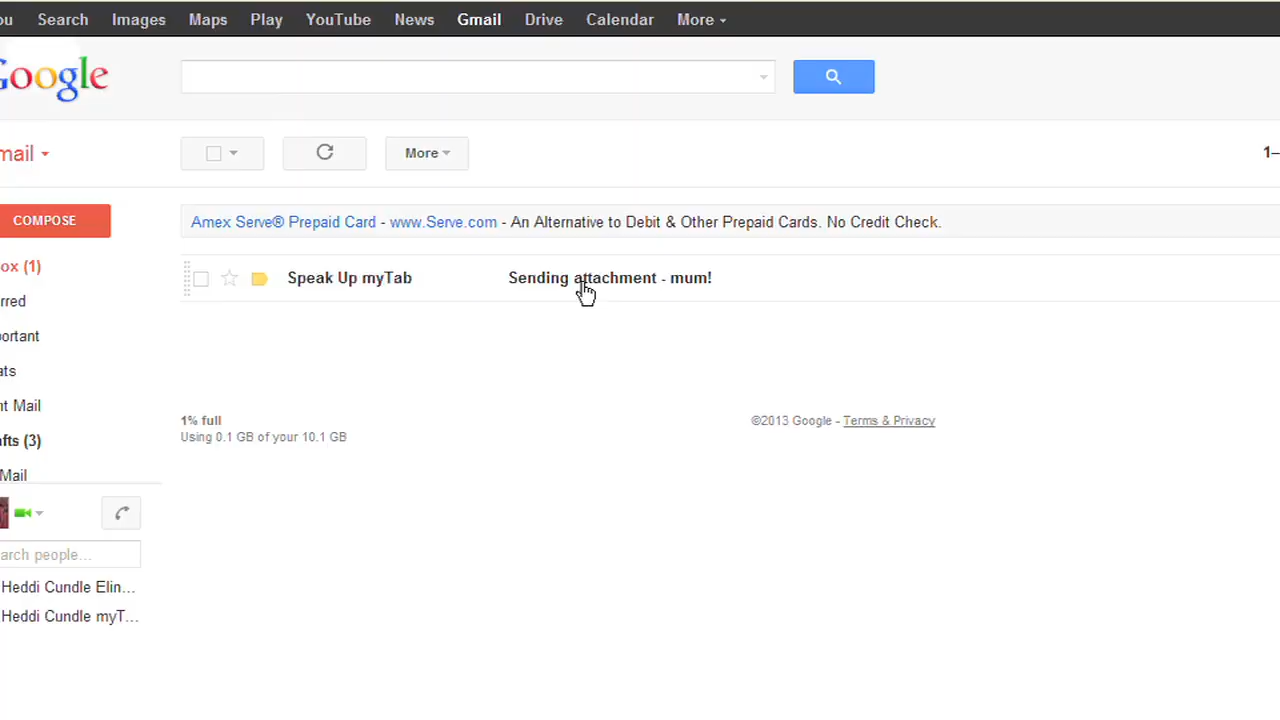 ou Search Images Maps Play YouTube News Gmail Drive Calendar More
Google
mail
More
1–
COMPOSE
Amex Serve® Prepaid Card - www.Serve.com - An Alternative to Debit & Other Prepaid Cards. No Credit Check.
ox (1)
Speak Up myTab Sending attachment - mum!
rred
portant
ats
nt Mail
afts (3)
Mail
1% full
Using 0.1 GB of your 10.1 GB
©2013 Google - Terms & Privacy
arch people...
Heddi Cundle Elin...
Heddi Cundle myT...